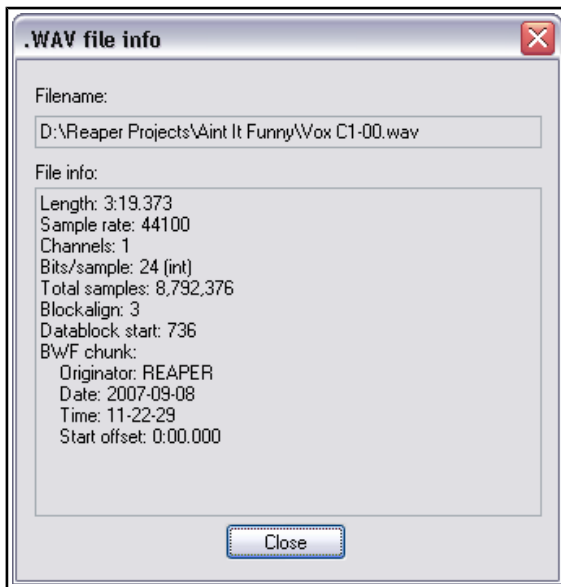 .WAV file info
Filename:
D:\Reaper Projects\Aint It Funny\Vox C1-00.wav
File info:
Length: 3:19.373
Sample rate: 44100
Channels: 1
Bits/sample: 24 (int)
Total samples: 8,792,376
Blockalign: 3
Datablock start: 736
BWF chunk:
Originator: REAPER
Date: 2007-09-08
Time: 11-22-29
Start offset: 0:00.000
Close